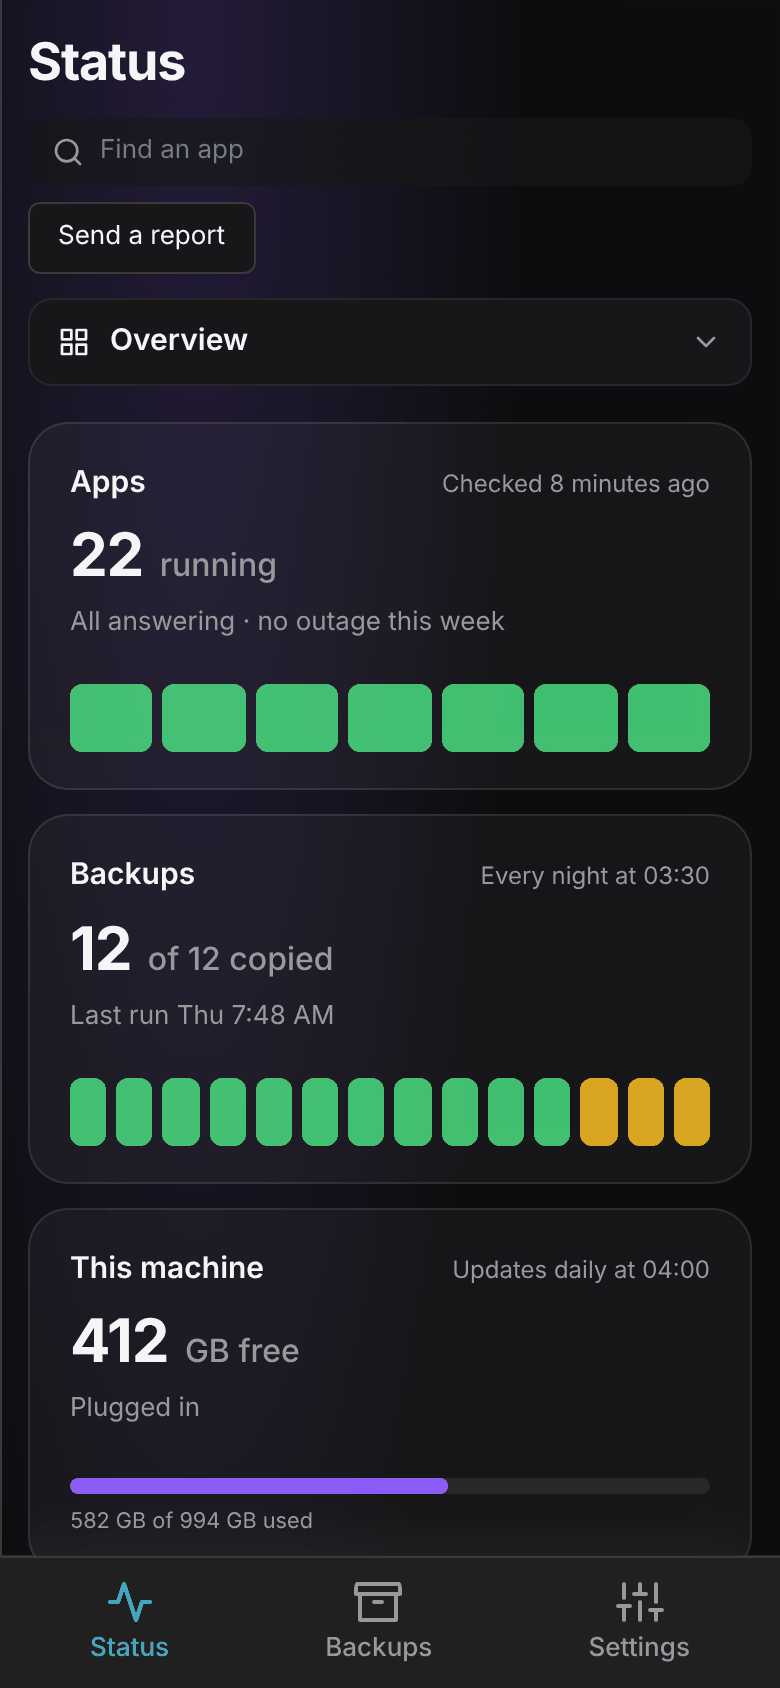 Status
Find an app
Send a report
Overview
Apps
Checked 8 minutes ago
22 running
All answering · no outage this week
Backups
Every night at 03:30
12 of 12 copied
Last run Thu 7:48 AM
This machine
Updates daily at 04:00
412 GB free
Plugged in
582 GB of 994 GB used
Status
Backups
Settings